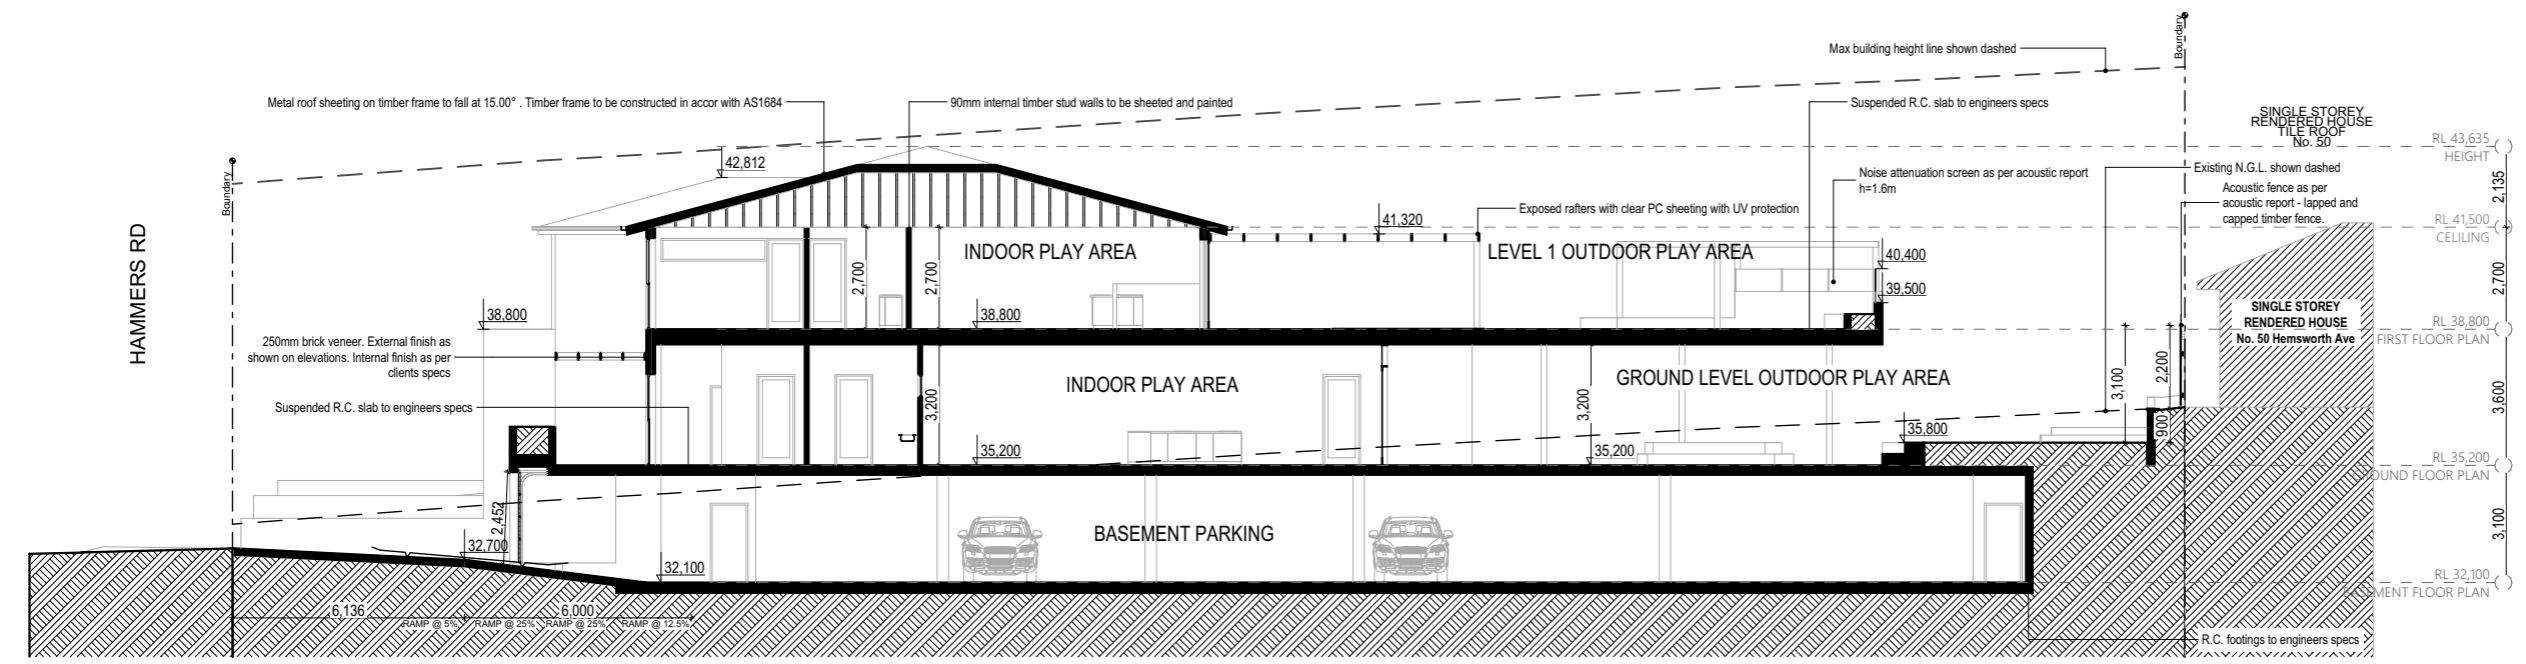 Boundary
Max building height line shown dashed
Metal roof sheeting on timber frame to fall at 15.00° . Timber frame to be constructed in accor with AS1684
90mm internal timber stud walls to be sheeted and painted
Suspended R.C. slab to engineers specs
SINGLE STOREY
RENDERED HOUSE
TILE ROOF
No. 50
RL 43,635
HEIGHT
42,812
Boundary
Noise attenuation screen as per acoustic report
h=1.6m
Existing N.G.L. shown dashed
Acoustic fence as per
acoustic report - lapped and
capped timber fence.
2,135
Exposed rafters with clear PC sheeting with UV protection
41,320
RL 41,500
CELILING
HAMMERS RD
INDOOR PLAY AREA
LEVEL 1 OUTDOOR PLAY AREA
40,400
39,500
2,700
2,700
2,700
38,800
38,800
SINGLE STOREY
RENDERED HOUSE
No. 50 Hemsworth Ave
RL 38,800
FIRST FLOOR PLAN
250mm brick veneer. External finish as
shown on elevations. Internal finish as per
clients specs
INDOOR PLAY AREA
GROUND LEVEL OUTDOOR PLAY AREA
3,100
2,200
3,600
Suspended R.C. slab to engineers specs
3,200
3,200
900
35,800
35,200
35,200
RL 35,200
GROUND FLOOR PLAN
2,452
BASEMENT PARKING
3,100
32,700
32,100
RL 32,100
BASEMENT FLOOR PLAN
6,136
6,000
RAMP @ 5%
RAMP @ 25%
RAMP @ 25%
RAMP @ 12.5%
R.C. footings to engineers specs